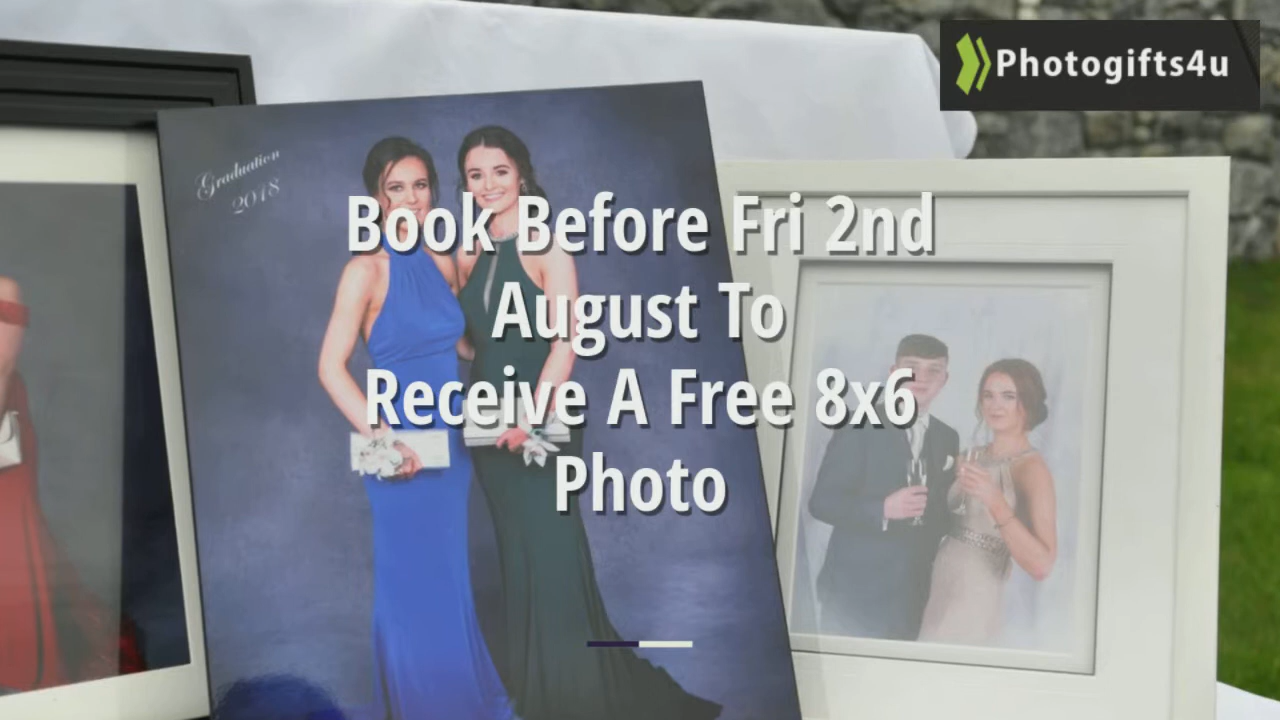 Photogifts4u
Graduation
2018
Book Before Fri 2nd
August To
Receive A Free 8x6
Photo